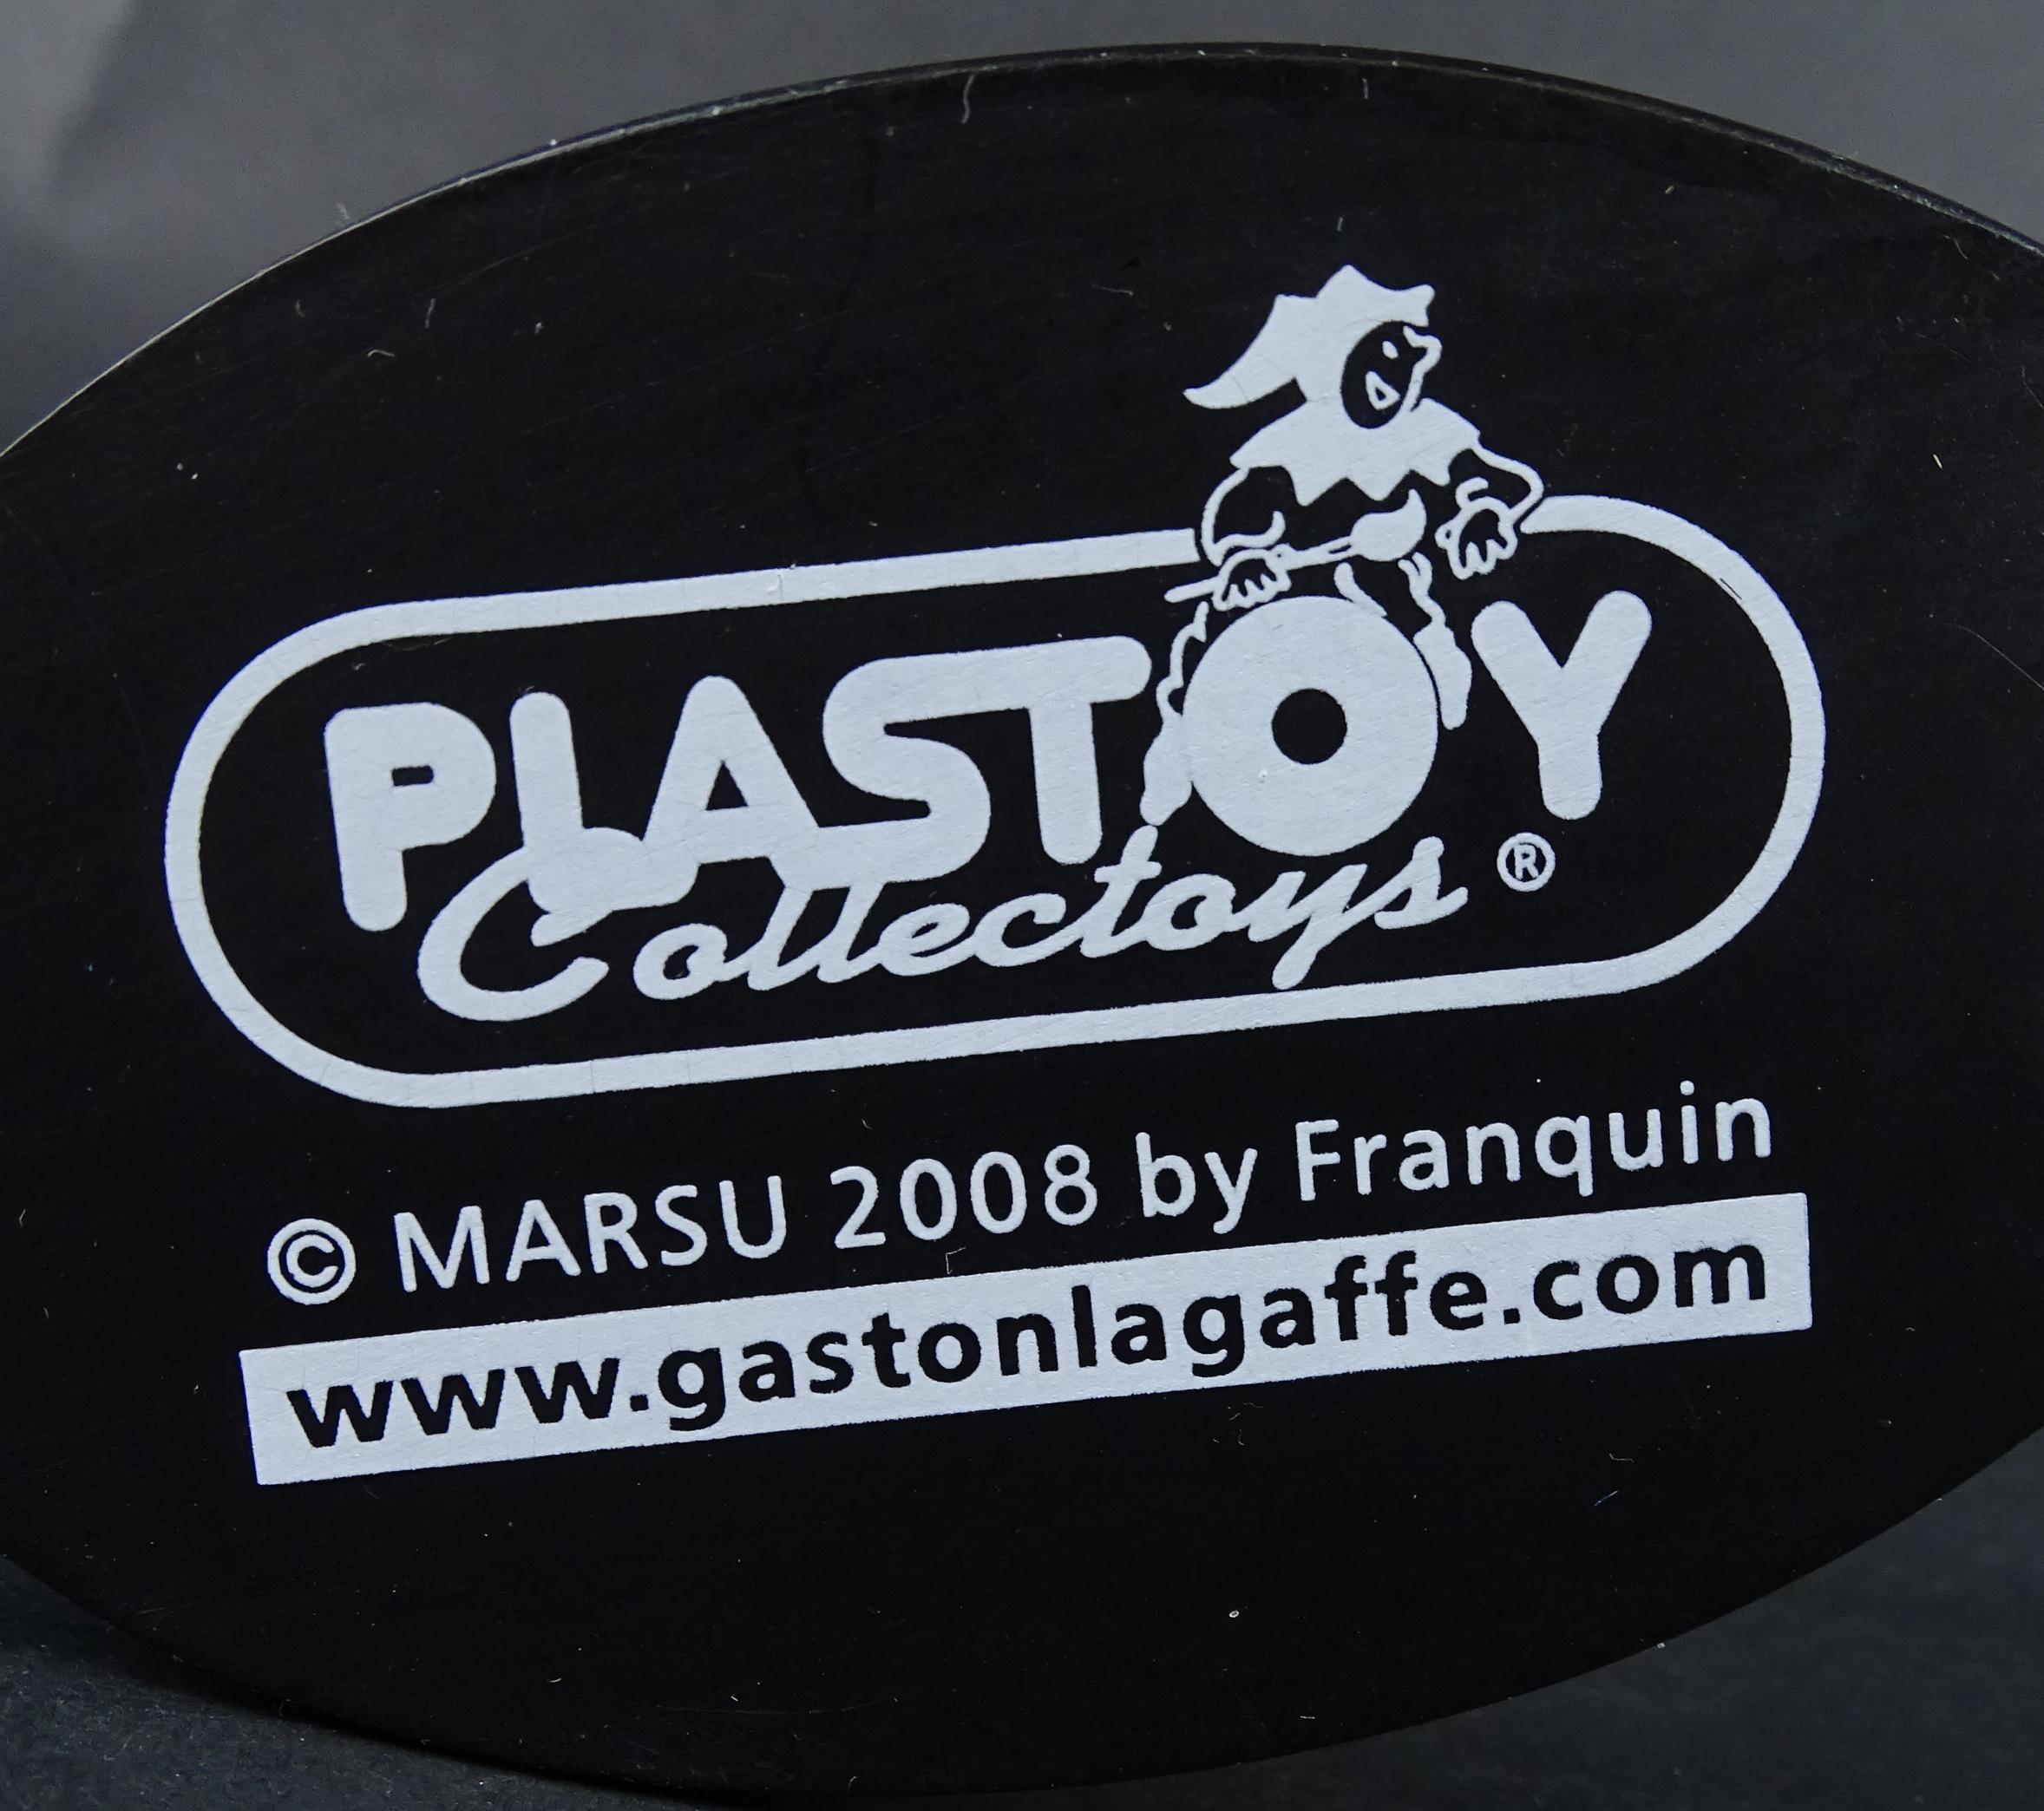 PLASTOY
Collectoys ®
© MARSU 2008 by Franquin
www.gastonlagaffe.com